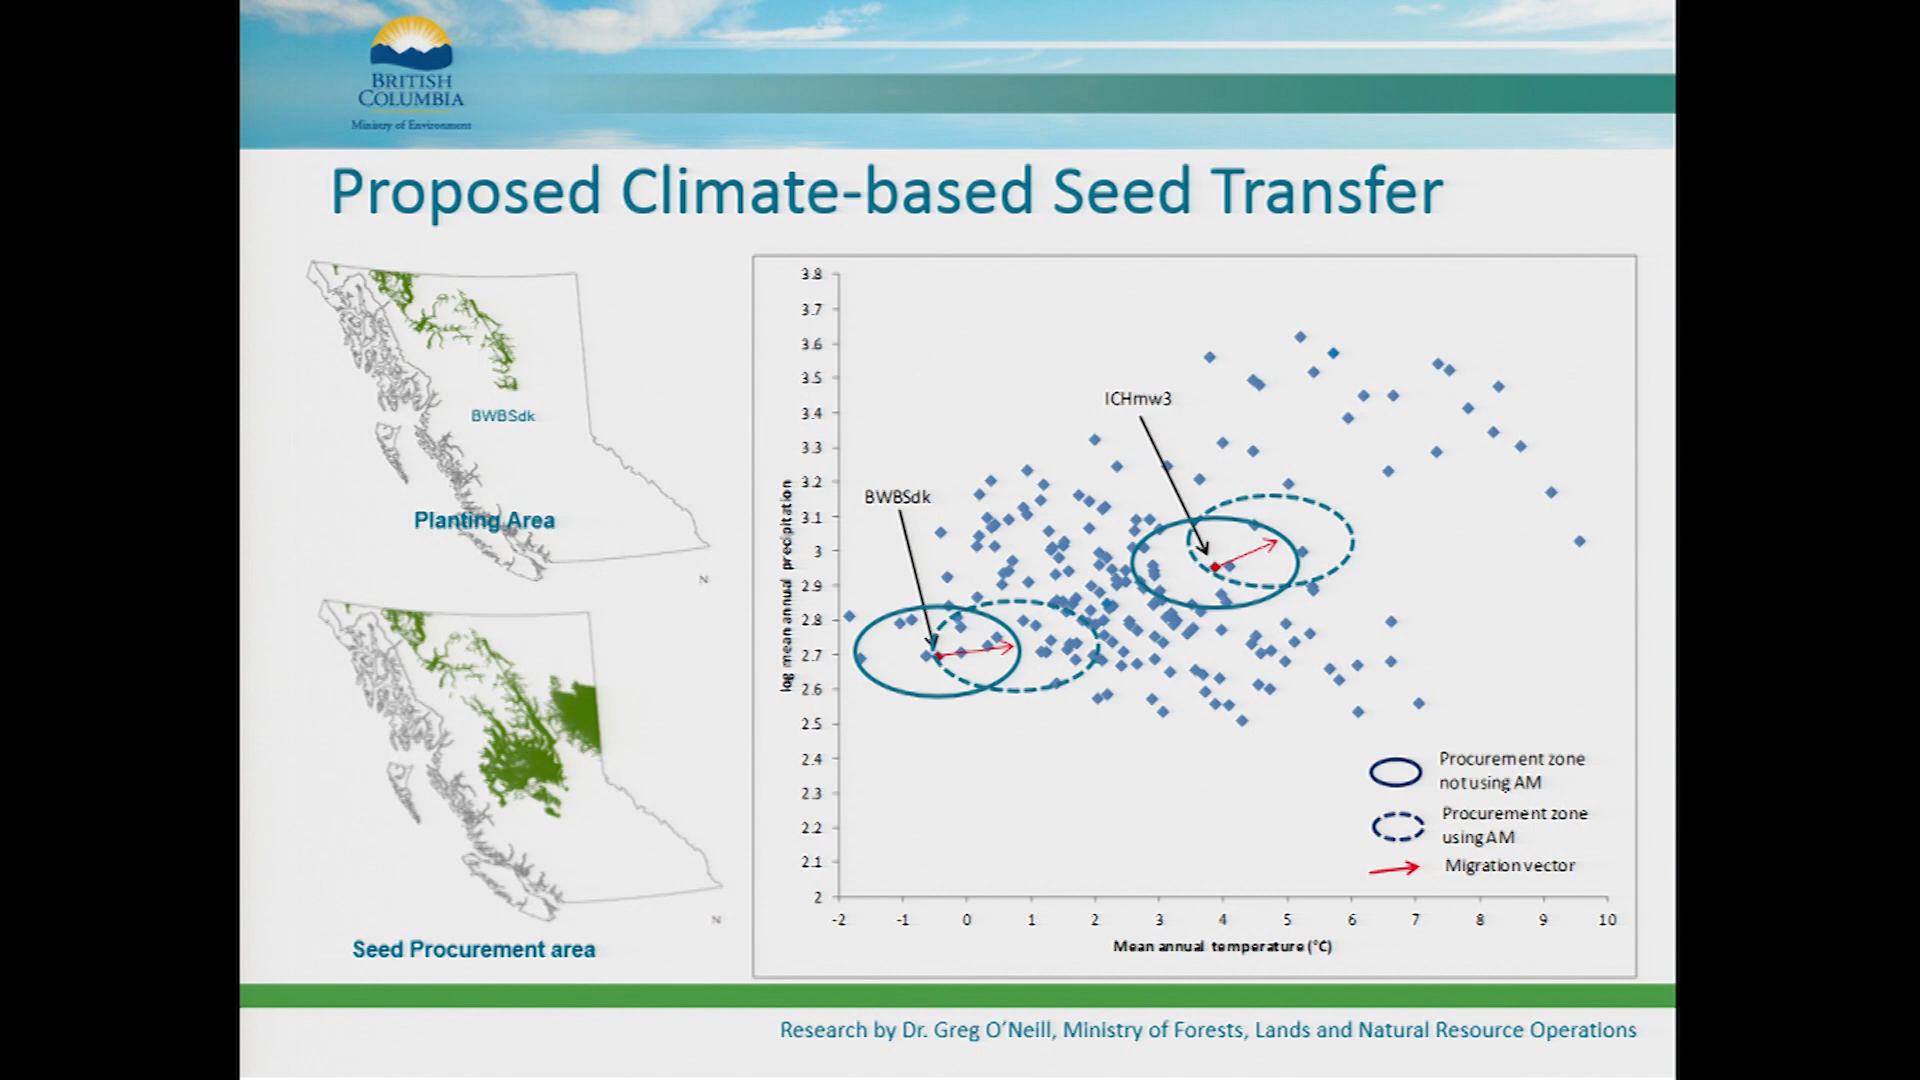 BRITISH
COLUMBIA
Ministry of Environment
Proposed Climate-based Seed Transfer
BWBSdk
Planting Area
N
Seed Procurement area
N
3.8
3.7
3.6
3.5
3.4
3.3
3.2
3.1
3
2.9
2.8
2.7
2.6
2.5
2.4
2.3
2.2
2.1
2
log mean annual precipitation
ICHmw3
BWBSdk
Procurement zone
not using AM
Procurement zone
using AM
Migration vector
-2 -1 0 1 2 3 4 5 6 7 8 9 10
Mean annual temperature (°C)
Research by Dr. Greg O'Neill, Ministry of Forests, Lands and Natural Resource Operations